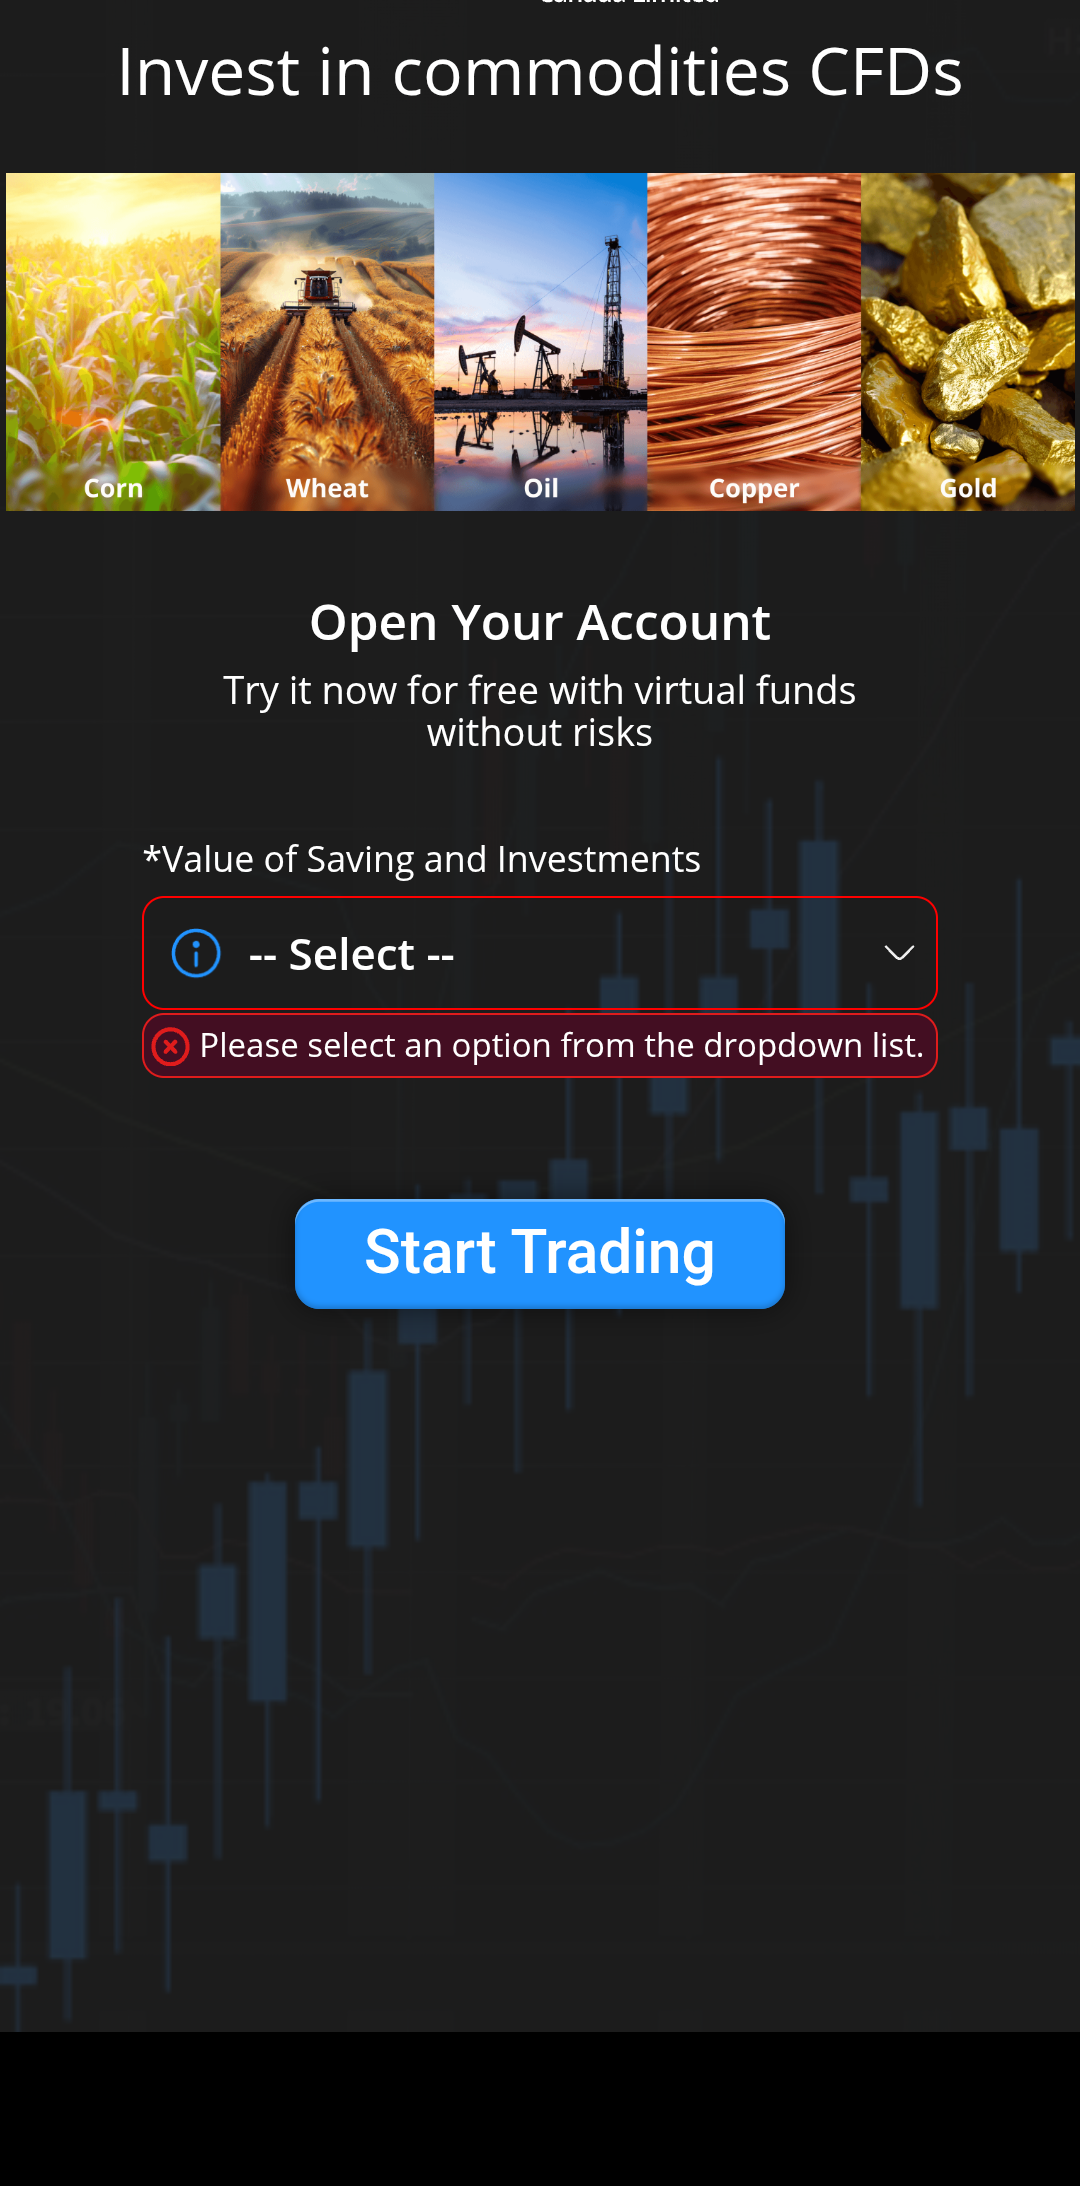 Canada Limited
Invest in commodities CFDs
Corn
Wheat
Oil
Copper
Gold
Open Your Account
Try it now for free with virtual funds
without risks
*Value of Saving and Investments
-- Select --
Please select an option from the dropdown list.
Start Trading